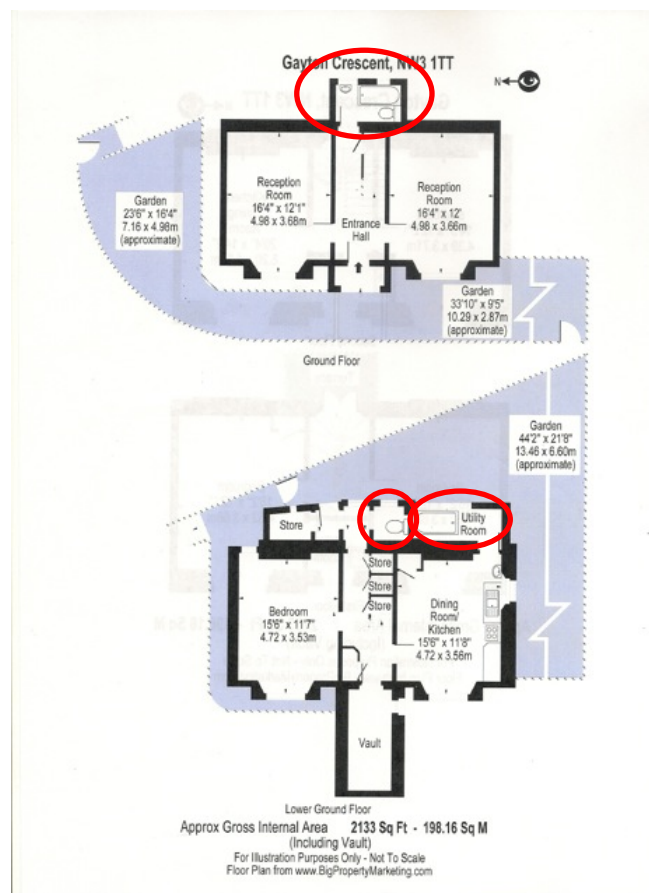 Gayton Crescent, NW3 1TT
N
Garden
23'6" x 16'4"
7.16 x 4.98m
(approximate)
Reception
Room
16'4" x 12'1"
4.98 x 3.68m
Entrance
Hall
Reception
Room
16'4" x 12'
4.98 x 3.66m
Garden
33'10" x 9'5"
10.29 x 2.87m
(approximate)
Ground Floor
Garden
44'2" x 21'8"
13.46 x 6.60m
(approximate)
Store
Utility
Room
Store
Store
Store
Bedroom
15'6" x 11'7"
4.72 x 3.53m
Dining
Room/
Kitchen
15'6" x 11'8"
4.72 x 3.56m
Vault
Lower Ground Floor
Approx Gross Internal Area 2133 Sq Ft - 198.16 Sq M
(Including Vault)
For Illustration Purposes Only - Not To Scale
Floor Plan from www.BigPropertyMarketing.com